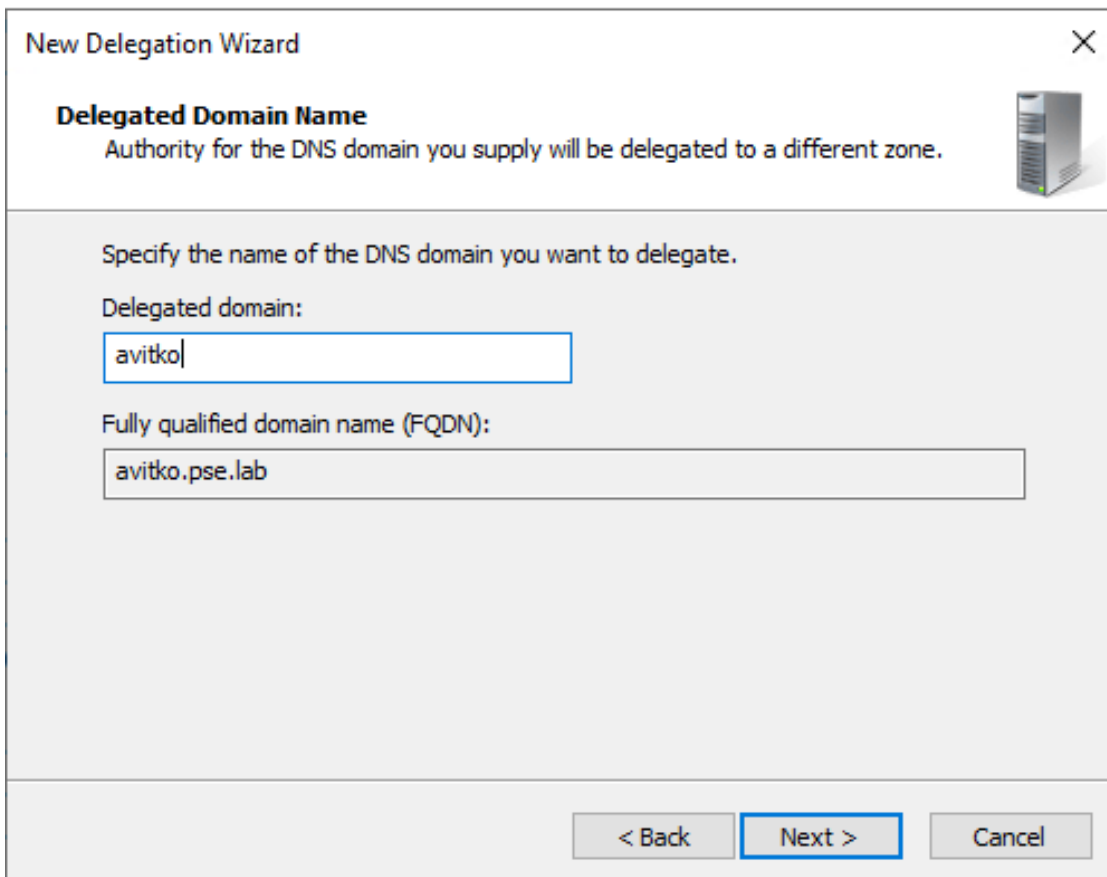 New Delegation Wizard
Delegated Domain Name
Authority for the DNS domain you supply will be delegated to a different zone.
Specify the name of the DNS domain you want to delegate.
Delegated domain:
avitko
Fully qualified domain name (FQDN):
avitko.pse.lab
< Back Next > Cancel